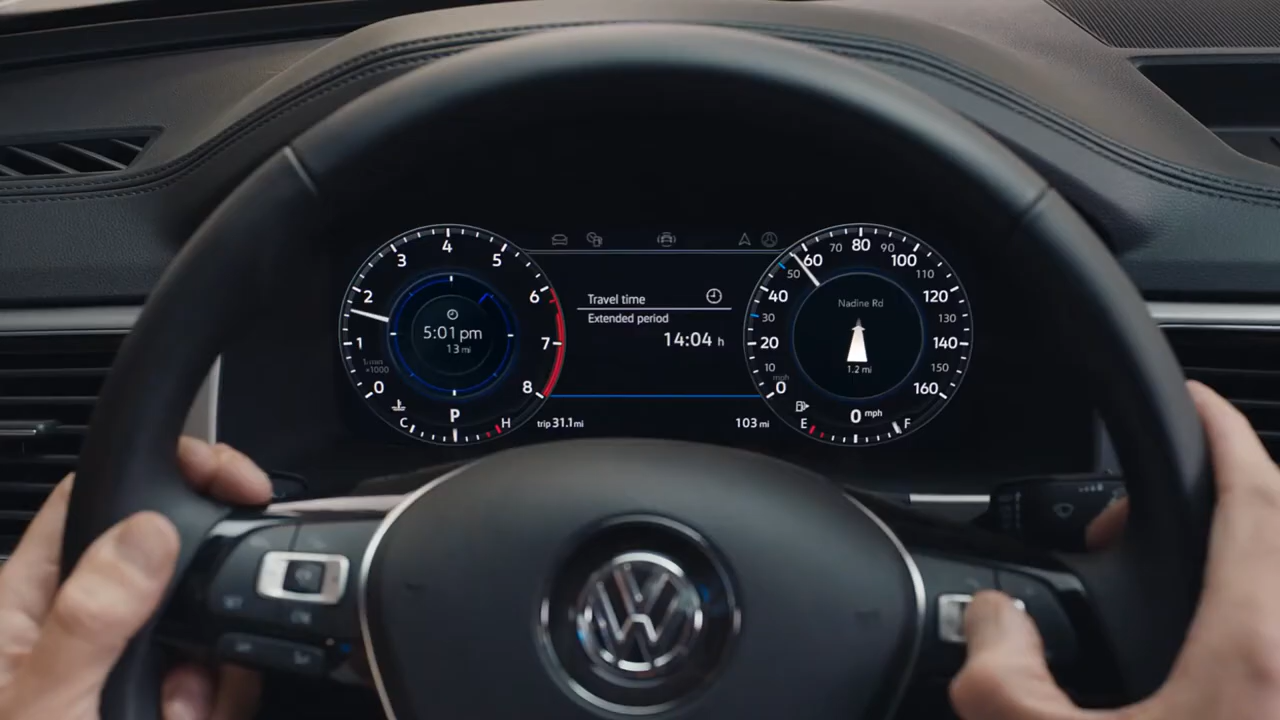 0
1
2
3
4
5
6
7
8
1/min
×1000
5:01 pm
13 mi
C
P
H
Travel time
Extended period
14:04 h
trip 31.1 mi
103 mi
0
10
20
30
40
50
60
70
80
90
100
110
120
130
140
150
160
mph
Nadine Rd
1.2 mi
E
0 mph
F
VW